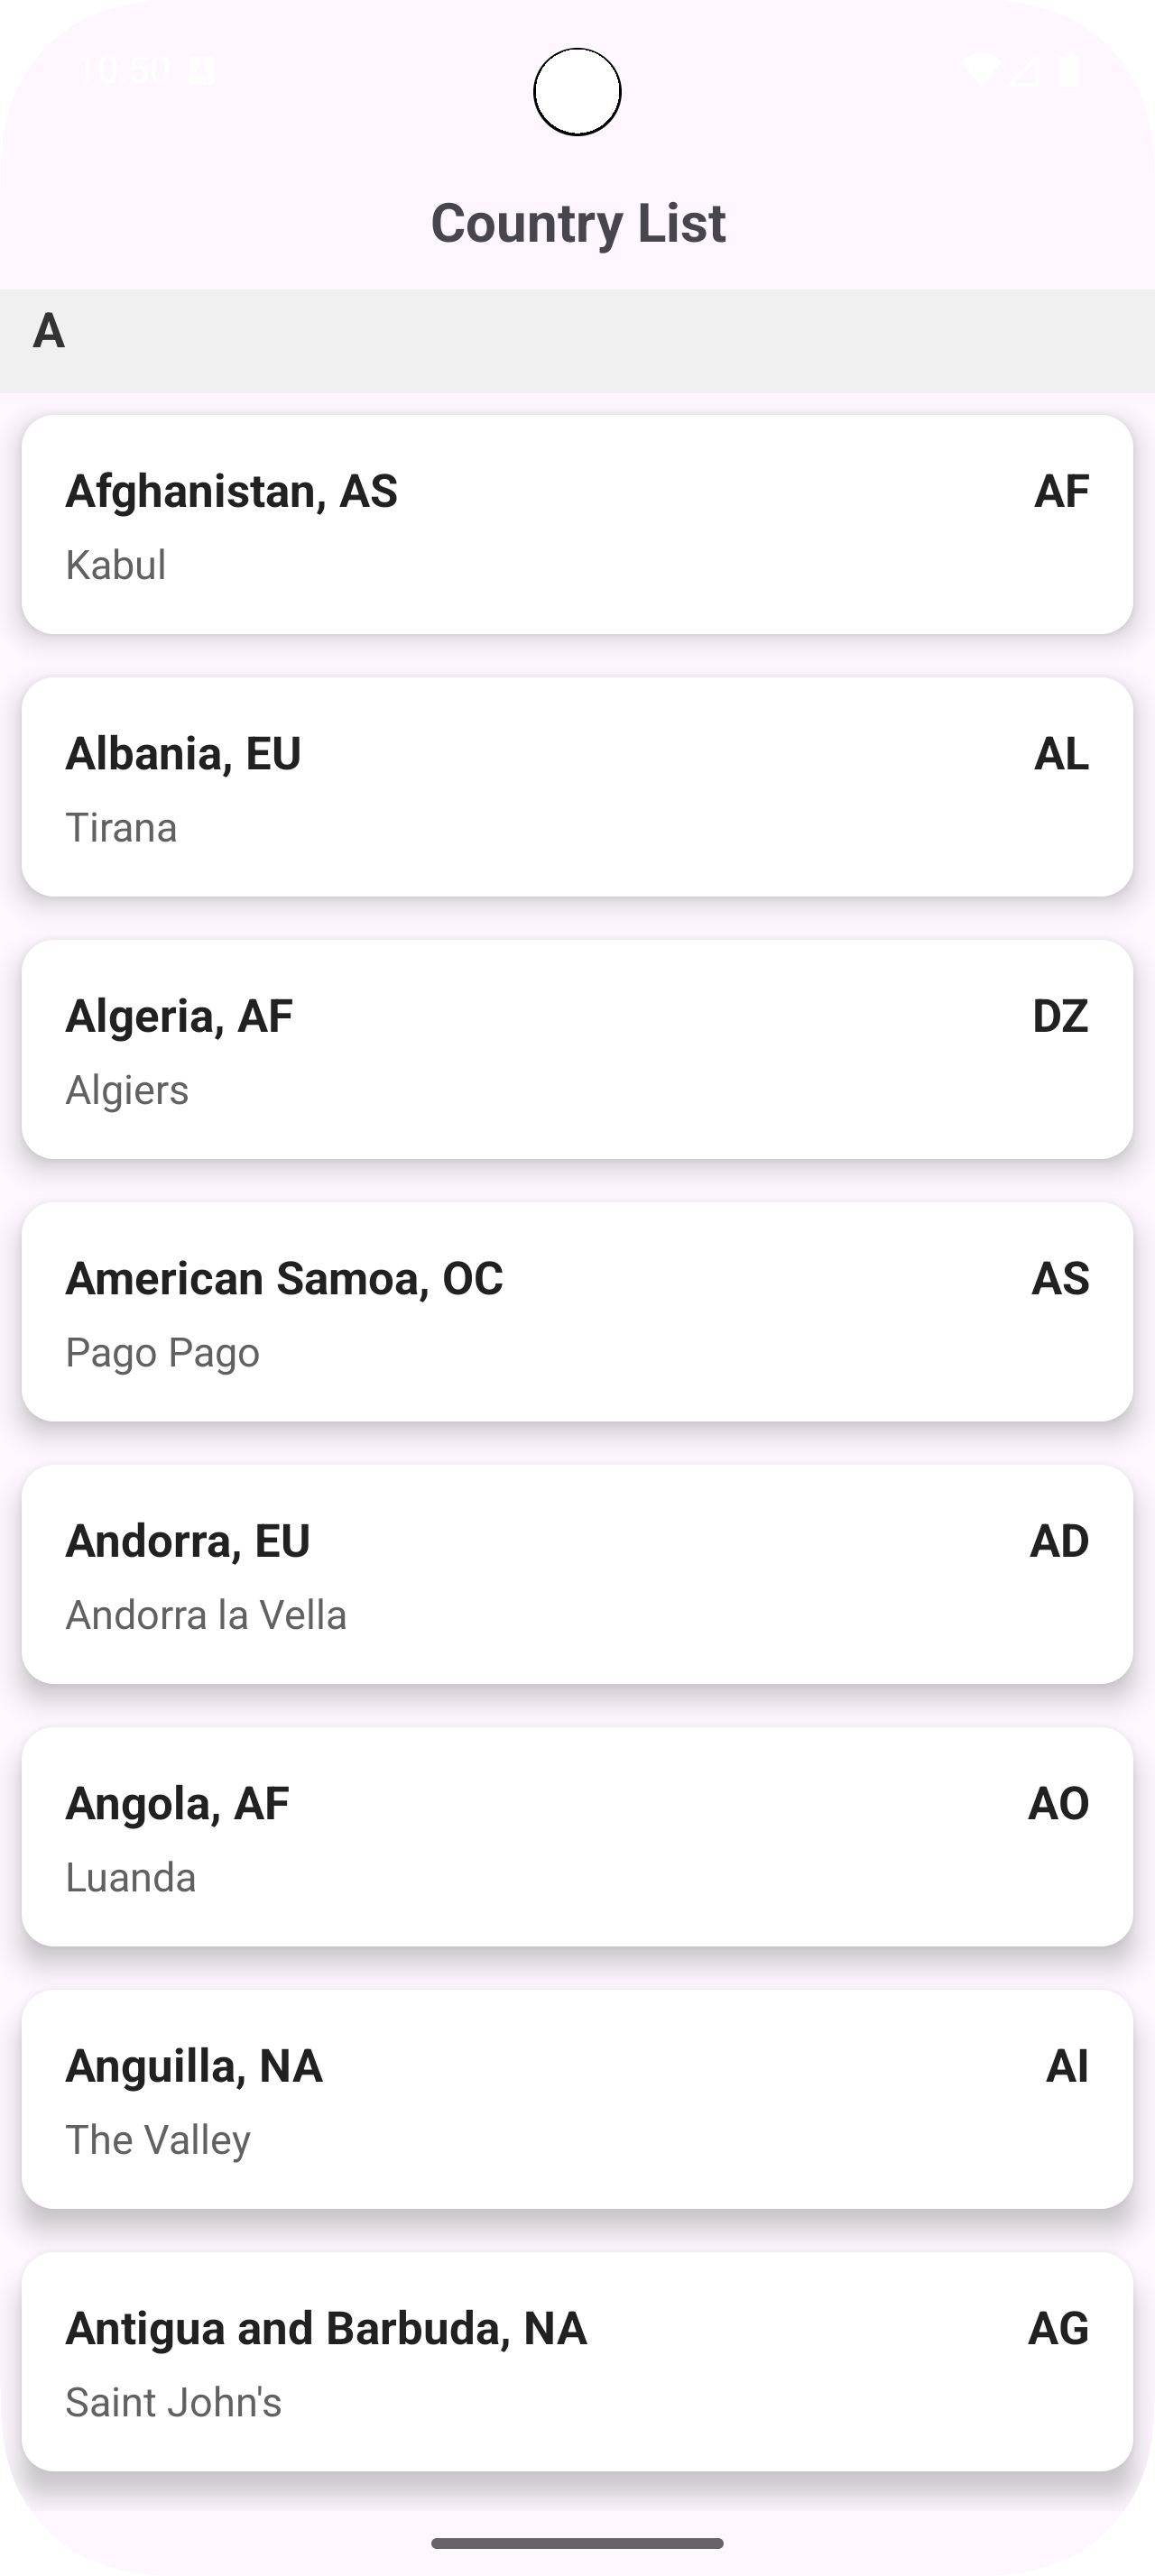 10:50
Country List
A
Afghanistan, AS AF
Kabul
Albania, EU AL
Tirana
Algeria, AF DZ
Algiers
American Samoa, OC AS
Pago Pago
Andorra, EU AD
Andorra la Vella
Angola, AF AO
Luanda
Anguilla, NA AI
The Valley
Antigua and Barbuda, NA AG
Saint John's